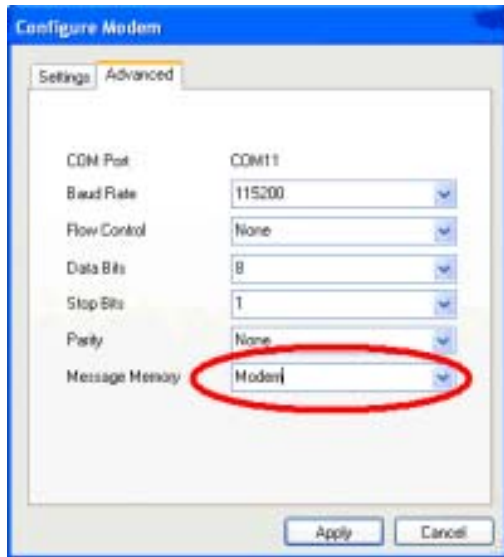 Configure Modem
Settings Advanced
COM Port COM11
Baud Rate 115200
Flow Control None
Data Bits 8
Stop Bits 1
Parity None
Message Memory Modem
Apply Cancel